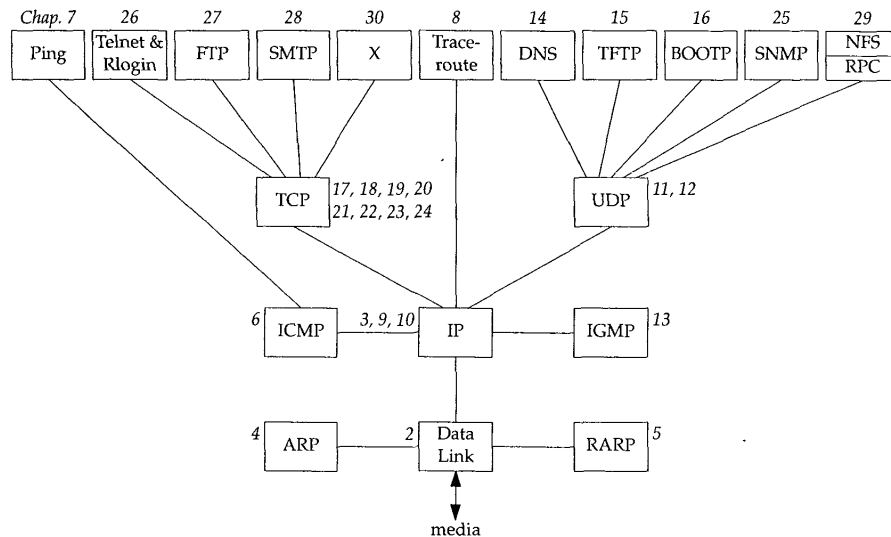 Chap. 7 26 27 28 30 8 14 15 16 25 29
Ping
Telnet &
Rlogin
FTP
SMTP
X
Trace-
route
DNS
TFTP
BOOTP
SNMP
NFS
RPC
TCP
17, 18, 19, 20
21, 22, 23, 24
UDP
11, 12
6
ICMP
3, 9, 10
IP
IGMP
13
4
ARP
2
Data
Link
RARP
5
media